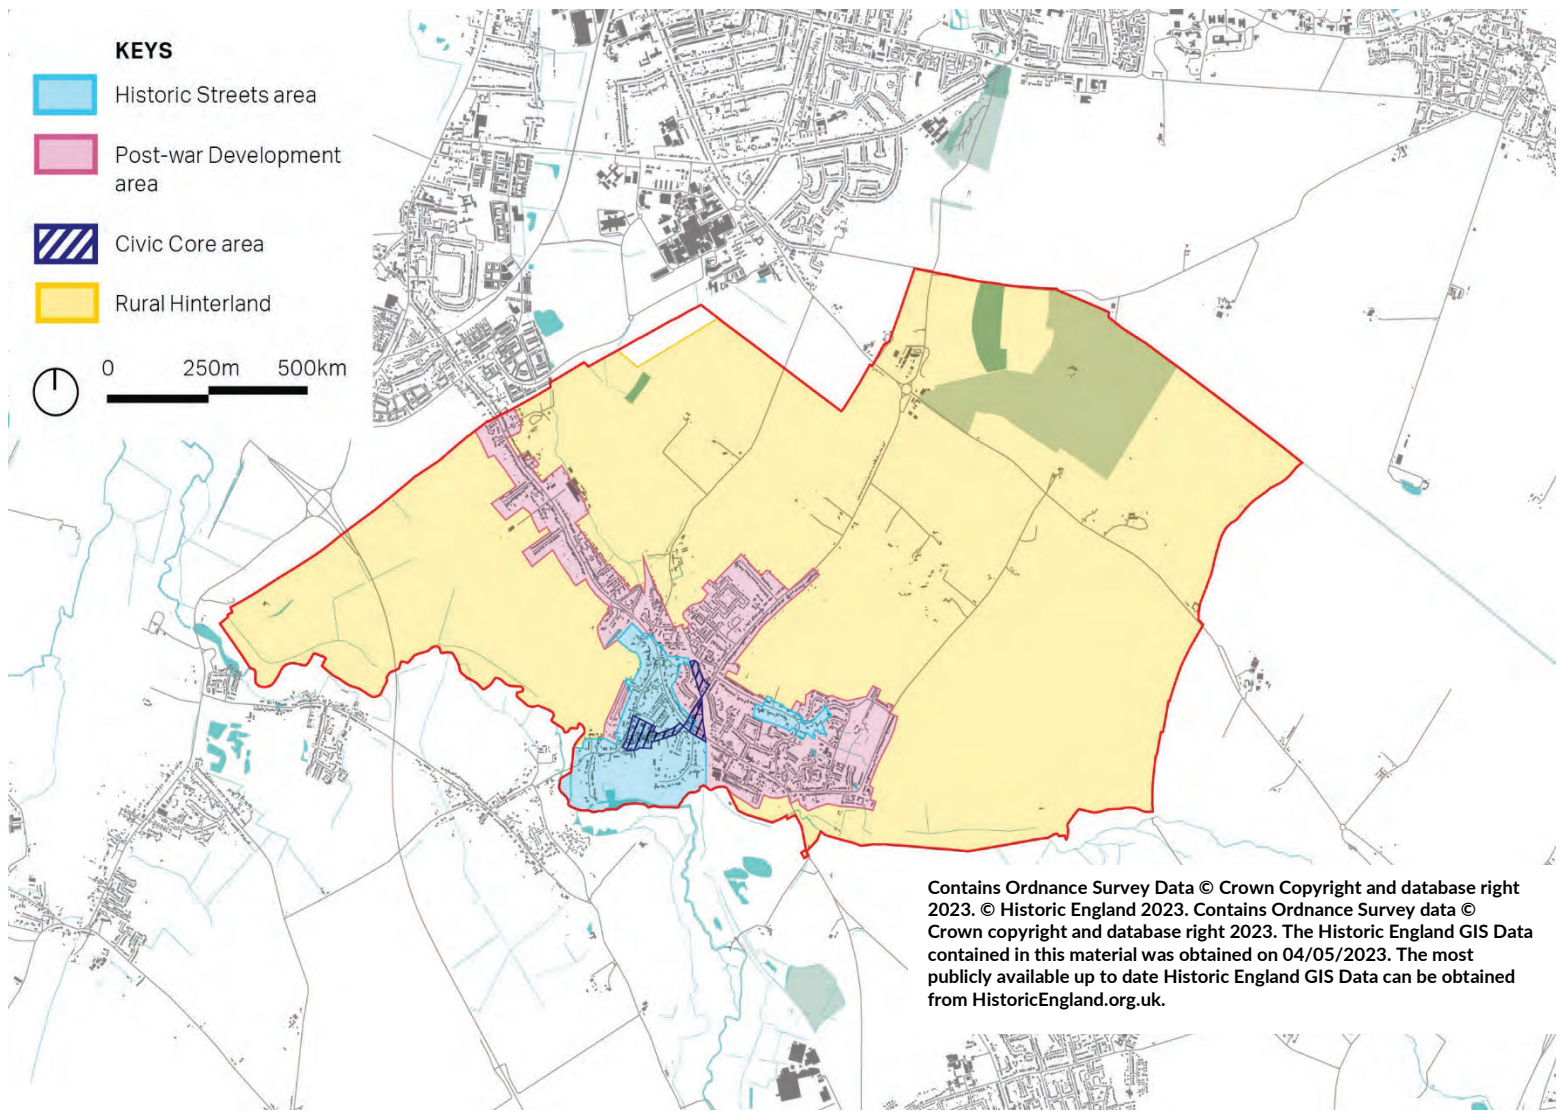 KEYS
Historic Streets area
Post-war Development
area
Civic Core area
Rural Hinterland
0 250m 500km
Contains Ordnance Survey Data © Crown Copyright and database right
2023. © Historic England 2023. Contains Ordnance Survey data ©
Crown copyright and database right 2023. The Historic England GIS Data
contained in this material was obtained on 04/05/2023. The most
publicly available up to date Historic England GIS Data can be obtained
from HistoricEngland.org.uk.